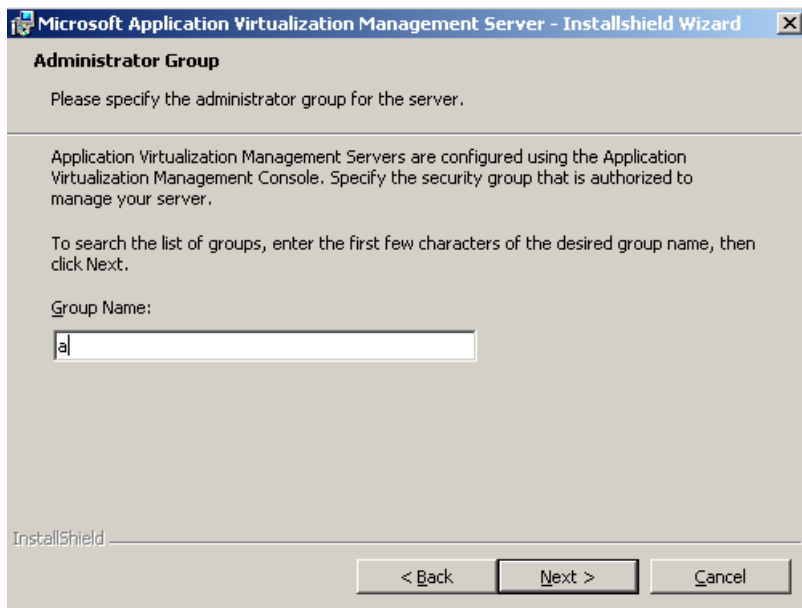 Microsoft Application Virtualization Management Server - Installshield Wizard
Administrator Group
Please specify the administrator group for the server.
Application Virtualization Management Servers are configured using the Application
Virtualization Management Console. Specify the security group that is authorized to
manage your server.
To search the list of groups, enter the first few characters of the desired group name, then
click Next.
Group Name:
a
InstallShield
< Back Next > Cancel